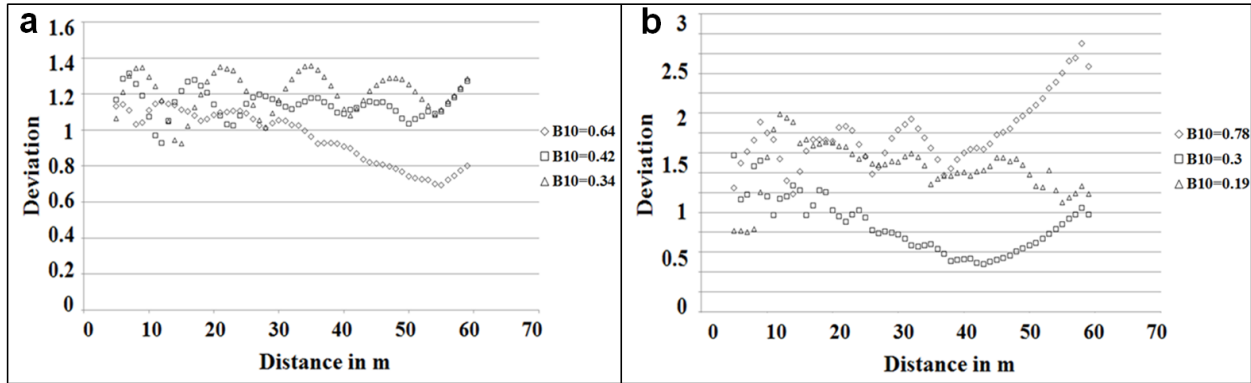 a
1.6
1.4
1.2
1
0.8
0.6
0.4
0.2
0
Deviation
0 10 20 30 40 50 60 70
Distance in m
B10=0.64
B10=0.42
B10=0.34
b
3
2.5
2
1.5
1
0.5
0
Deviation
0 10 20 30 40 50 60 70
Distance in m
B10=0.78
B10=0.3
B10=0.19